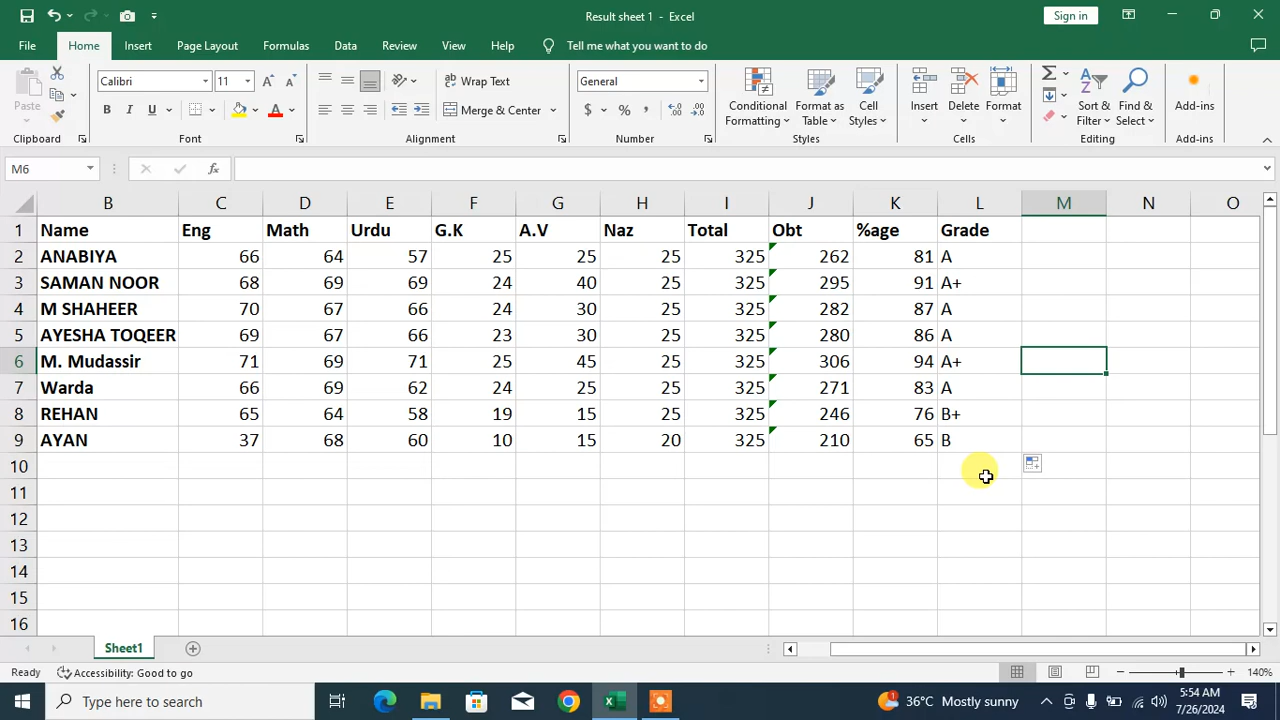 Result sheet 1 - Excel
Sign in
File Home Insert Page Layout Formulas Data Review View Help Tell me what you want to do
Paste
Calibri 11
B I U
A A
Wrap Text
Merge & Center
General
$ % ,
Conditional Formatting
Format as Table
Cell Styles
Insert Delete Format
Sort & Filter
Find & Select
Add-ins
Clipboard Font Alignment Number Styles Cells Editing Add-ins
M6 fx
B C D E F G H I J K L M N O
1 Name Eng Math Urdu G.K A.V Naz Total Obt %age Grade
2 ANABIYA 66 64 57 25 25 25 325 262 81 A
3 SAMAN NOOR 68 69 69 24 40 25 325 295 91 A+
4 M SHAHEER 70 67 66 24 30 25 325 282 87 A
5 AYESHA TOQEER 69 67 66 23 30 25 325 280 86 A
6 M. Mudassir 71 69 71 25 45 25 325 306 94 A+
7 Warda 66 69 62 24 25 25 325 271 83 A
8 REHAN 65 64 58 19 15 25 325 246 76 B+
9 AYAN 37 68 60 10 15 20 325 210 65 B
10
11
12
13
14
15
16
Sheet1
Ready Accessibility: Good to go 140%
Type here to search
1 36°C Mostly sunny
5:54 AM
7/26/2024